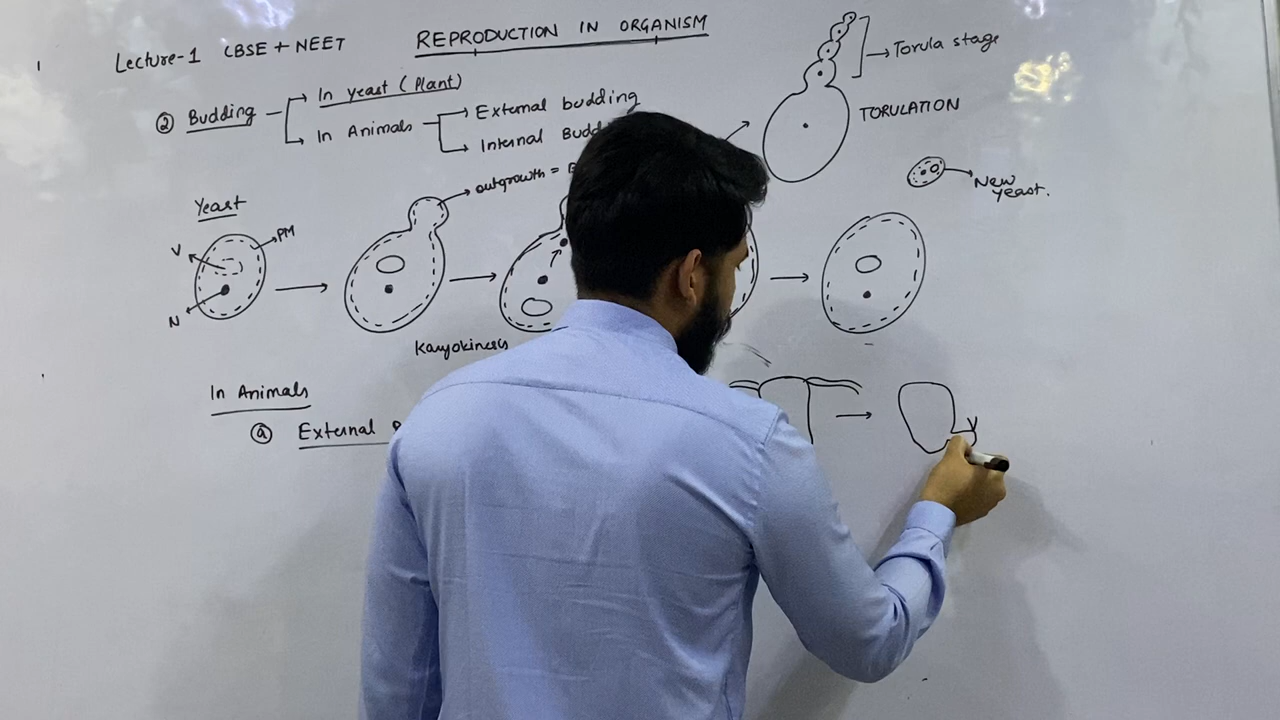 Lecture-1 CBSE + NEET
REPRODUCTION IN ORGANISM
② Budding
In yeast (Plant)
In Animals
External budding
Internal
Torula stage
TORULATION
New yeast.
Yeast
V
PM
N
outgrowth =
Karyokinesis
In Animals
ⓐ External